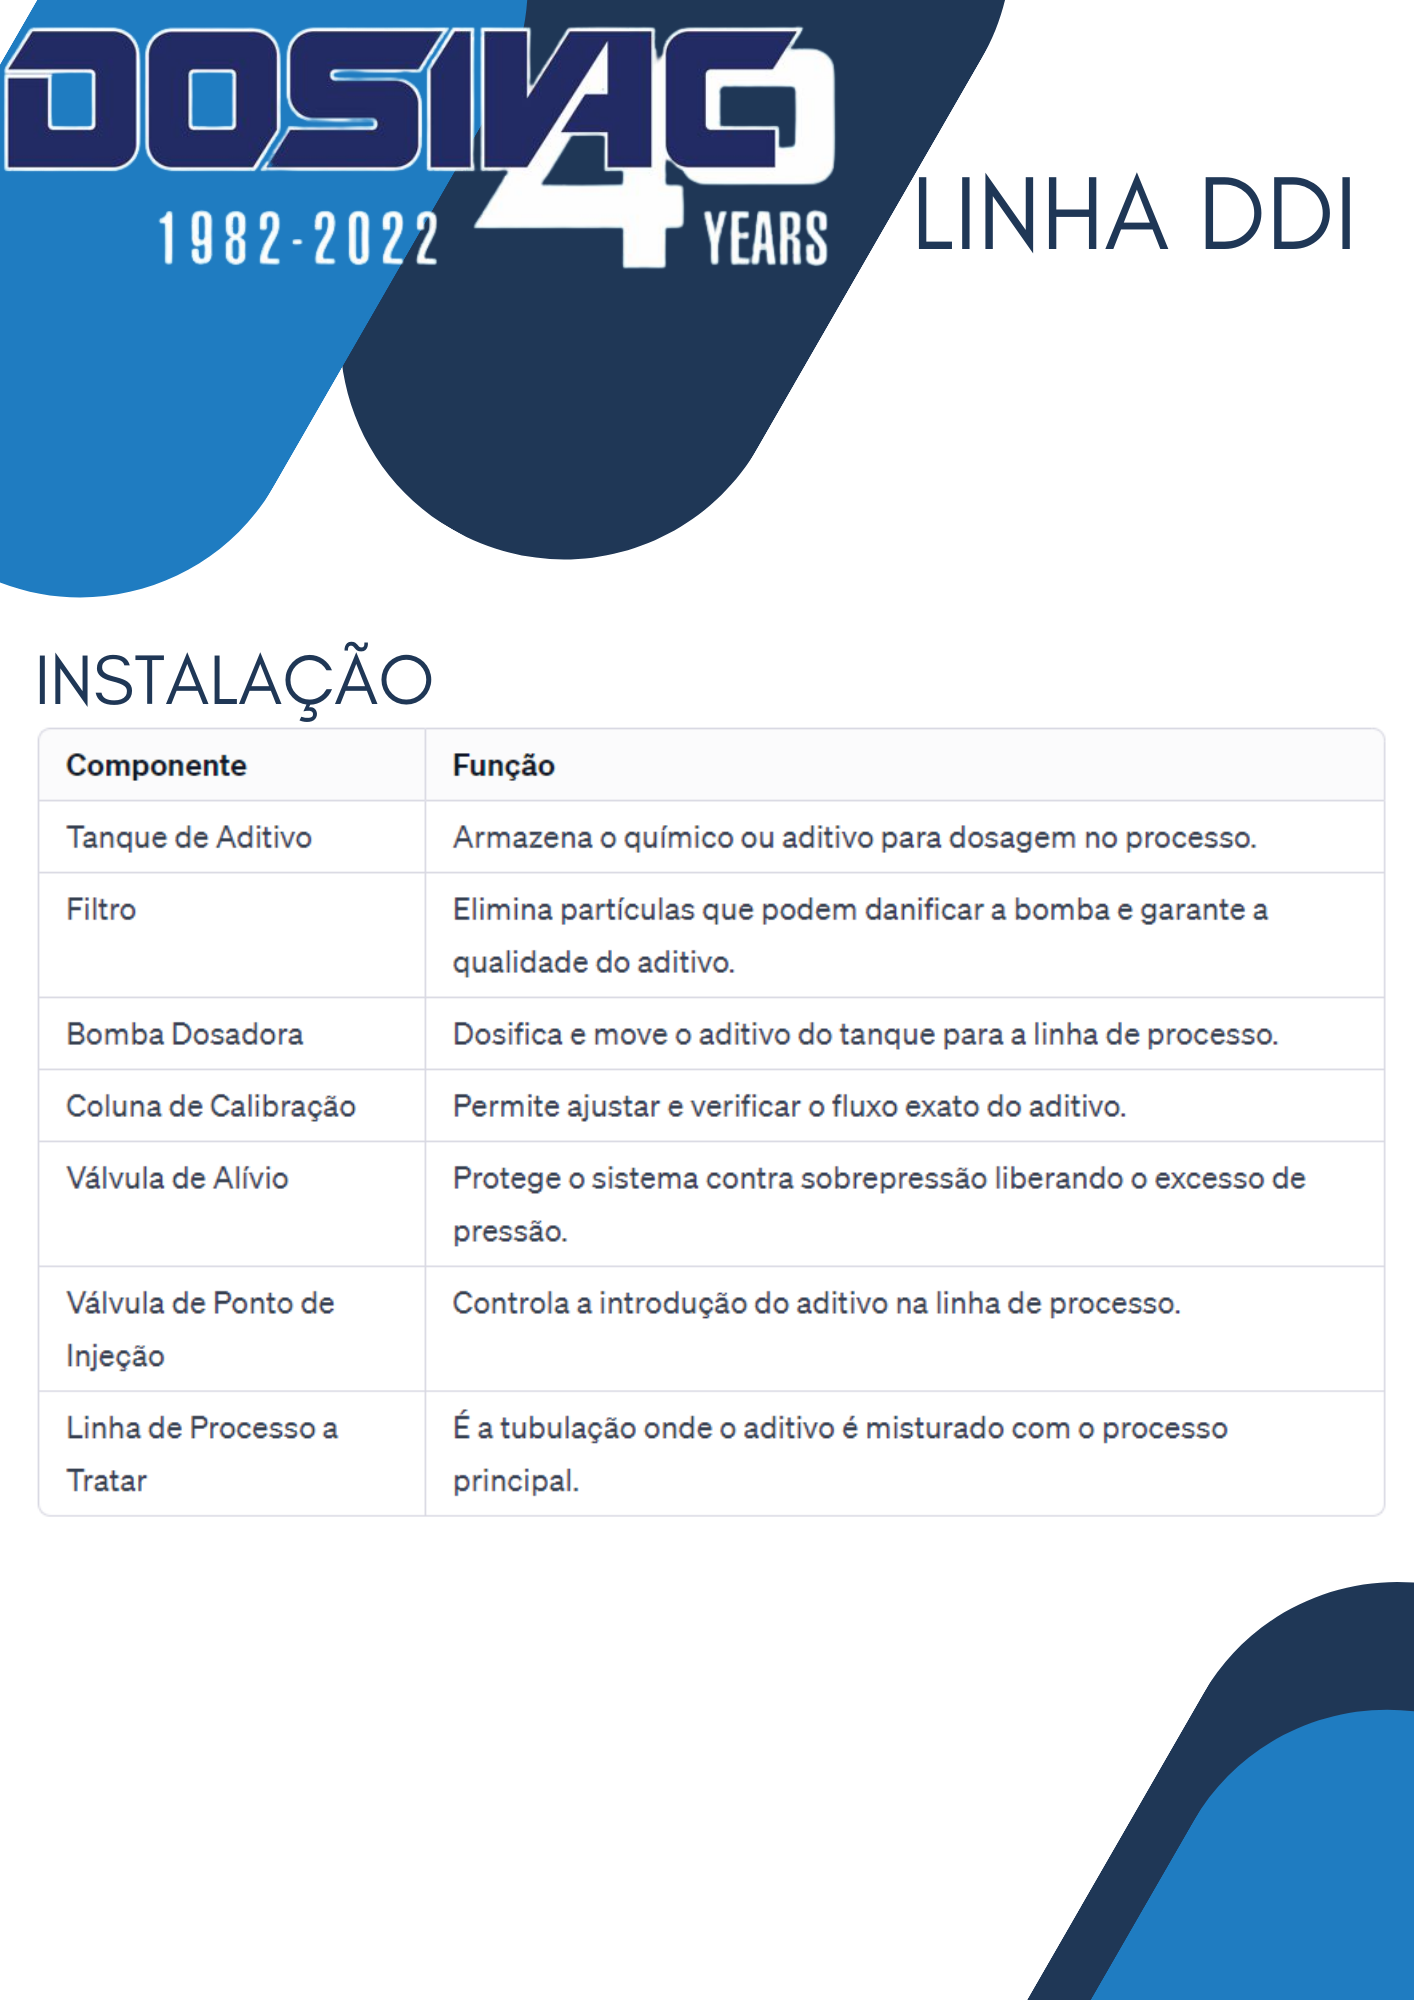 DOSIVAC
40
1982-2022
YEARS
LINHA DDI
INSTALAÇÃO
Componente
Função
Tanque de Aditivo
Armazena o químico ou aditivo para dosagem no processo.
Filtro
Elimina partículas que podem danificar a bomba e garante a
qualidade do aditivo.
Bomba Dosadora
Dosifica e move o aditivo do tanque para a linha de processo.
Coluna de Calibração
Permite ajustar e verificar o fluxo exato do aditivo.
Válvula de Alívio
Protege o sistema contra sobrepressão liberando o excesso de
pressão.
Válvula de Ponto de
Injeção
Controla a introdução do aditivo na linha de processo.
Linha de Processo a
Tratar
É a tubulação onde o aditivo é misturado com o processo
principal.